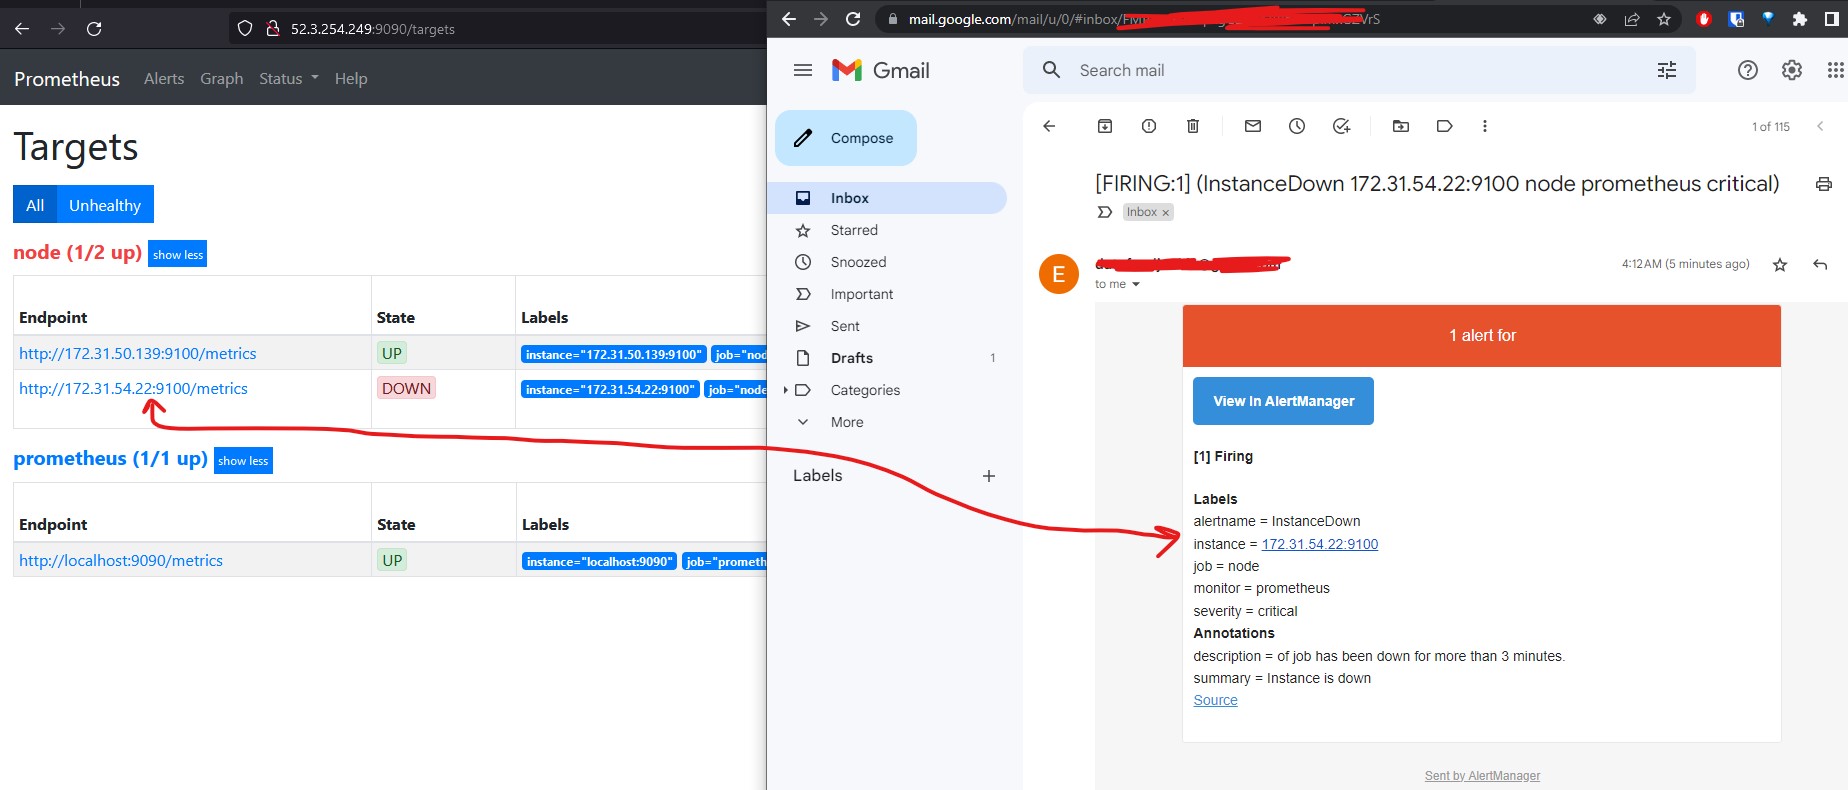 52.3.254.249:9090/targets
Prometheus Alerts Graph Status Help
Targets
All Unhealthy
node (1/2 up) show less
Endpoint State Labels
http://172.31.50.139:9100/metrics UP instance="172.31.50.139:9100" job="nod
http://172.31.54.22:9100/metrics DOWN instance="172.31.54.22:9100" job="node
prometheus (1/1 up) show less
Endpoint State Labels
http://localhost:9090/metrics UP instance="localhost:9090" job="prometh
mail.google.com/mail/u/0/#inbox/
Gmail
Search mail
Compose
Inbox
Starred
Snoozed
Important
Sent
Drafts 1
Categories
More
Labels
1 of 115
[FIRING:1] (InstanceDown 172.31.54.22:9100 node prometheus critical)
Inbox x
E
4:12 AM (5 minutes ago)
to me
1 alert for
View In AlertManager
[1] Firing
Labels
alertname = InstanceDown
instance = 172.31.54.22:9100
job = node
monitor = prometheus
severity = critical
Annotations
description = of job has been down for more than 3 minutes.
summary = Instance is down
Source
Sent by AlertManager